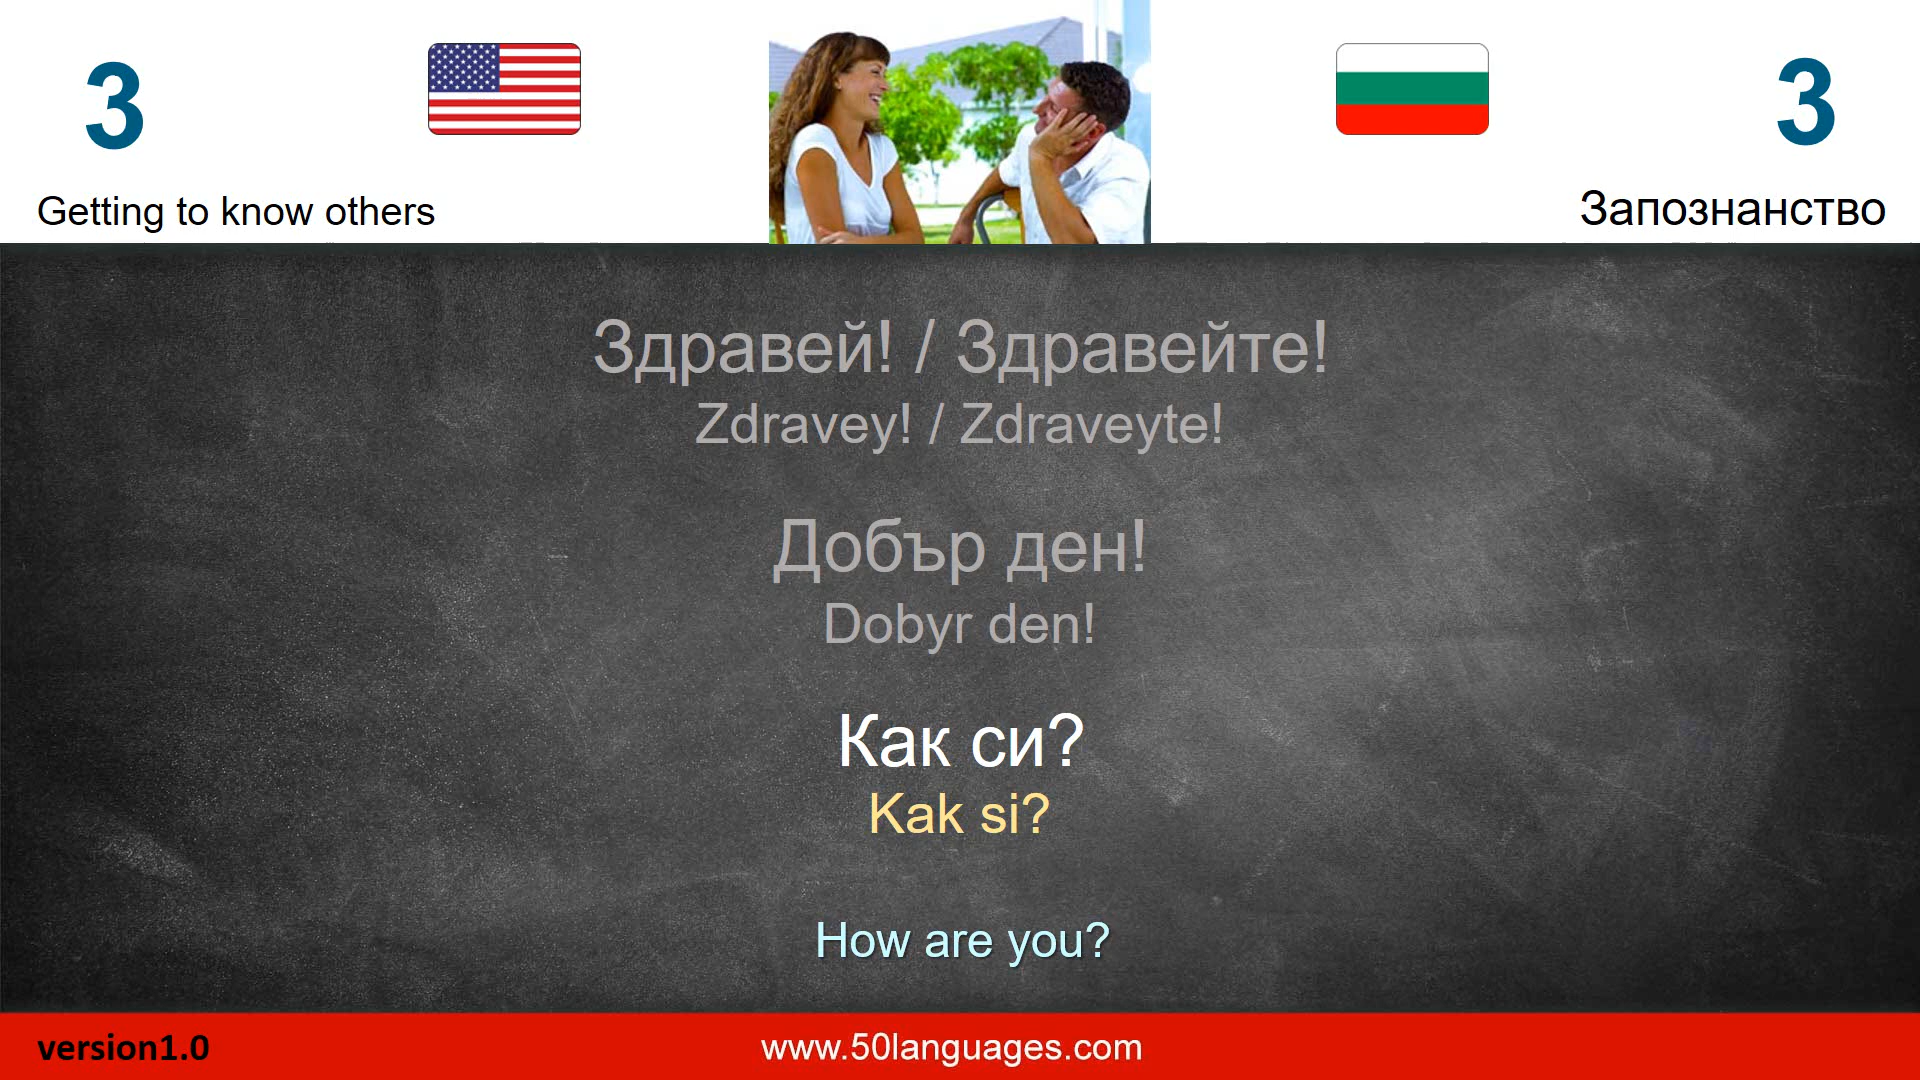 3
3
Getting to know others
Запознанство
Здравей! / Здравейте!
Zdravey! / Zdraveyte!
Добър ден!
Dobyr den!
Как си?
Kak si?
How are you?
version1.0
www.50languages.com